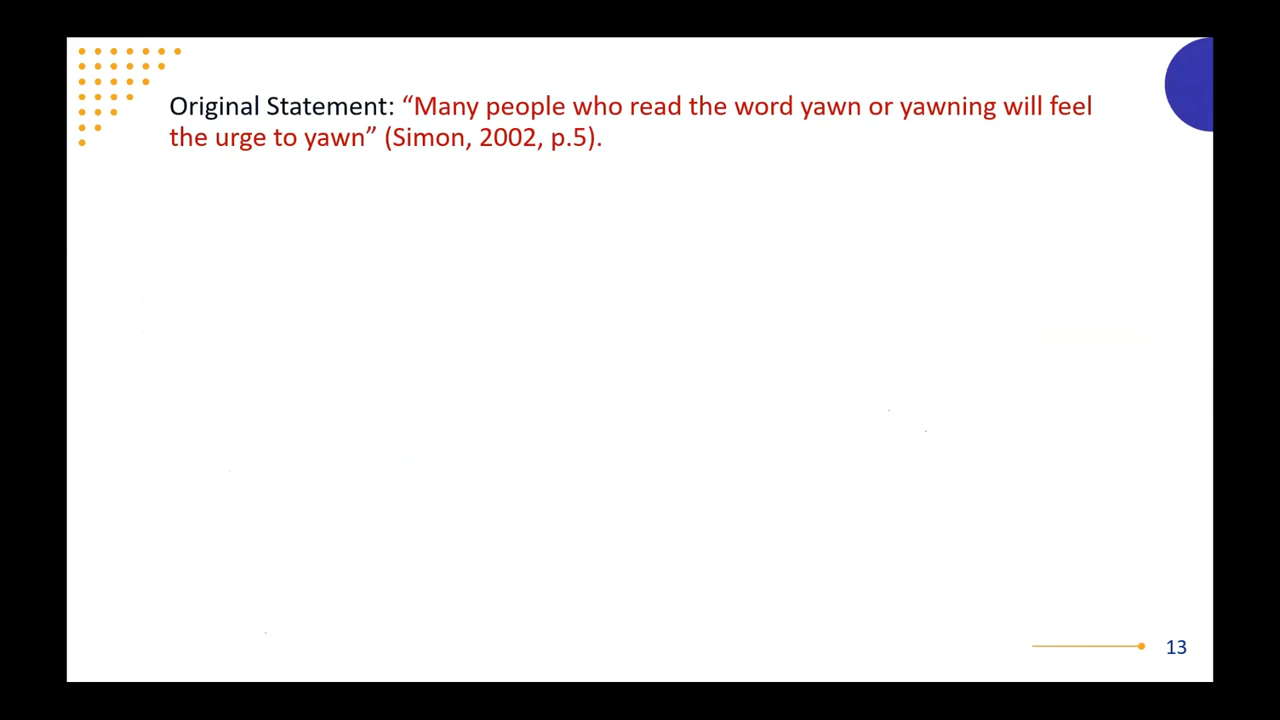 Original Statement: “Many people who read the word yawn or yawning will feel
the urge to yawn” (Simon, 2002, p.5).
13